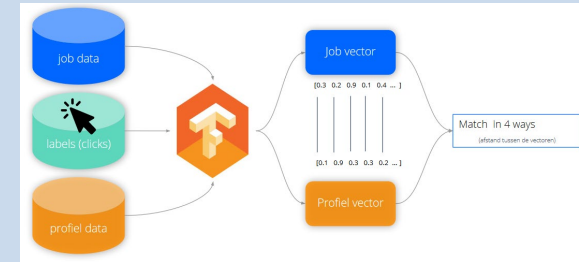 job data
labels (clicks)
profiel data
Job vector
[0.3 0.2 0.9 0.1 0.4 ... ]
[0.1 0.9 0.3 0.3 0.2 ... ]
Profiel vector
Match in 4 ways
(afstand tussen de vectoren)